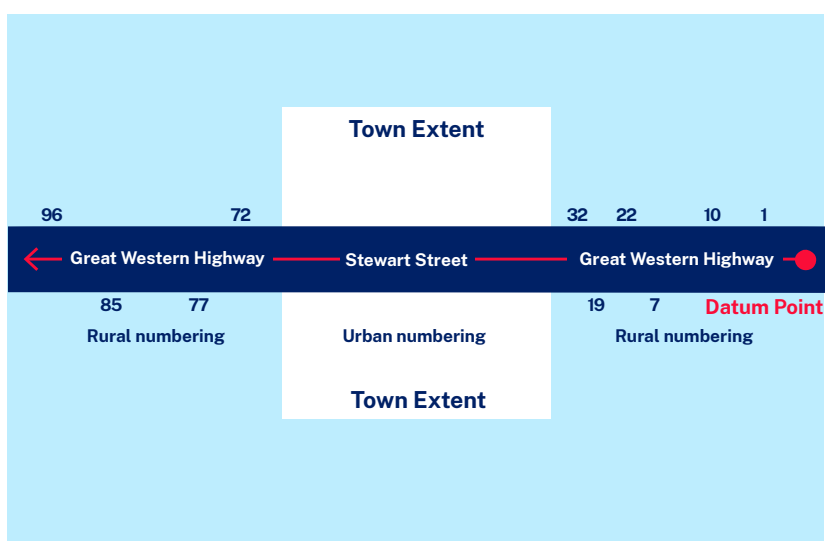 Town Extent
96 72 32 22 10 1
Great Western Highway Stewart Street Great Western Highway
85 77 19 7 Datum Point
Rural numbering Urban numbering Rural numbering
Town Extent